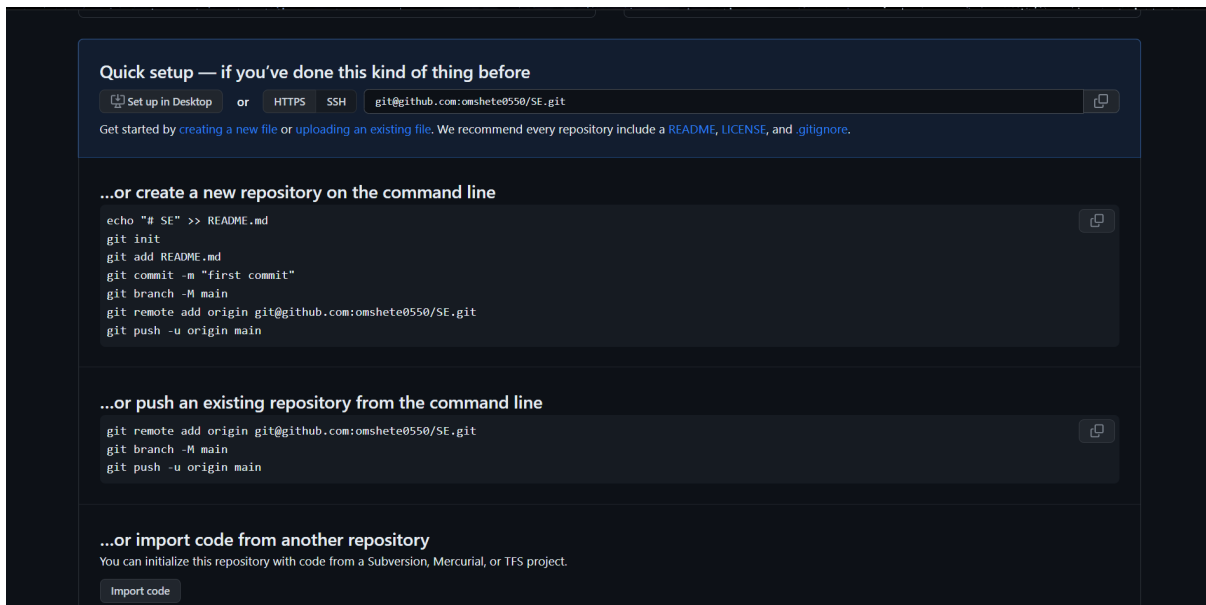 Quick setup — if you’ve done this kind of thing before
Set up in Desktop or HTTPS SSH git@github.com:omshete0550/SE.git
Get started by creating a new file or uploading an existing file. We recommend every repository include a README, LICENSE, and .gitignore.
...or create a new repository on the command line
echo "# SE" >> README.md
git init
git add README.md
git commit -m "first commit"
git branch -M main
git remote add origin git@github.com:omshete0550/SE.git
git push -u origin main
...or push an existing repository from the command line
git remote add origin git@github.com:omshete0550/SE.git
git branch -M main
git push -u origin main
...or import code from another repository
You can initialize this repository with code from a Subversion, Mercurial, or TFS project.
Import code